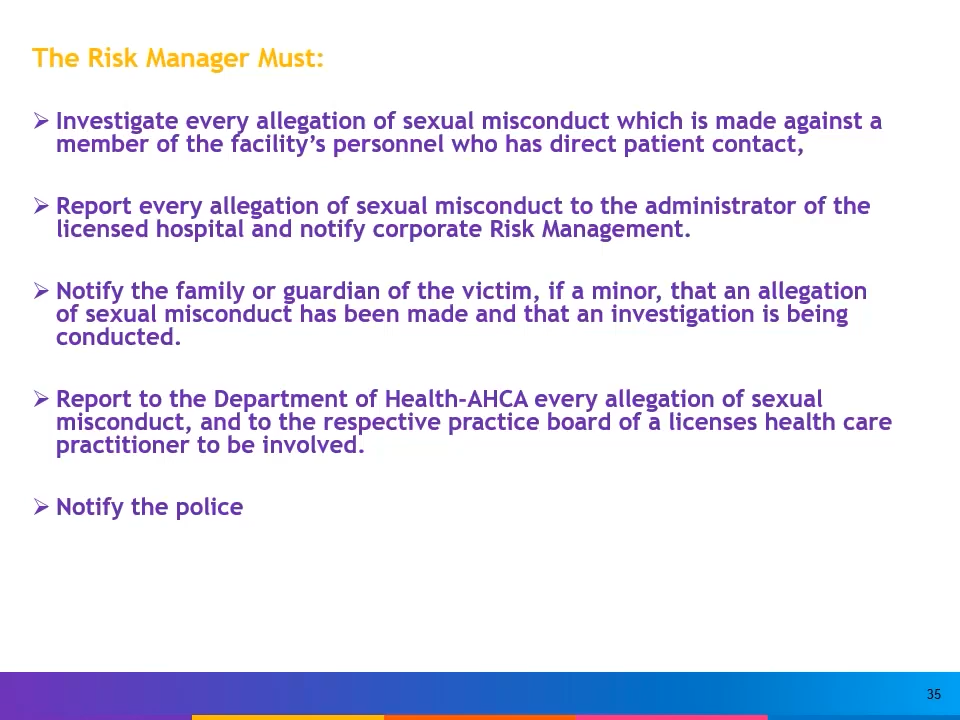 The Risk Manager Must:
➢ Investigate every allegation of sexual misconduct which is made against a
member of the facility’s personnel who has direct patient contact,
➢ Report every allegation of sexual misconduct to the administrator of the
licensed hospital and notify corporate Risk Management.
➢ Notify the family or guardian of the victim, if a minor, that an allegation
of sexual misconduct has been made and that an investigation is being
conducted.
➢ Report to the Department of Health-AHCA every allegation of sexual
misconduct, and to the respective practice board of a licenses health care
practitioner to be involved.
➢ Notify the police
35